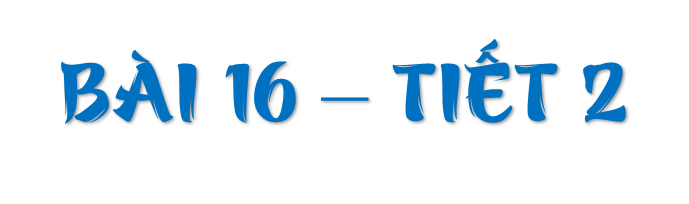 BÀI 16 – TIẾT 2